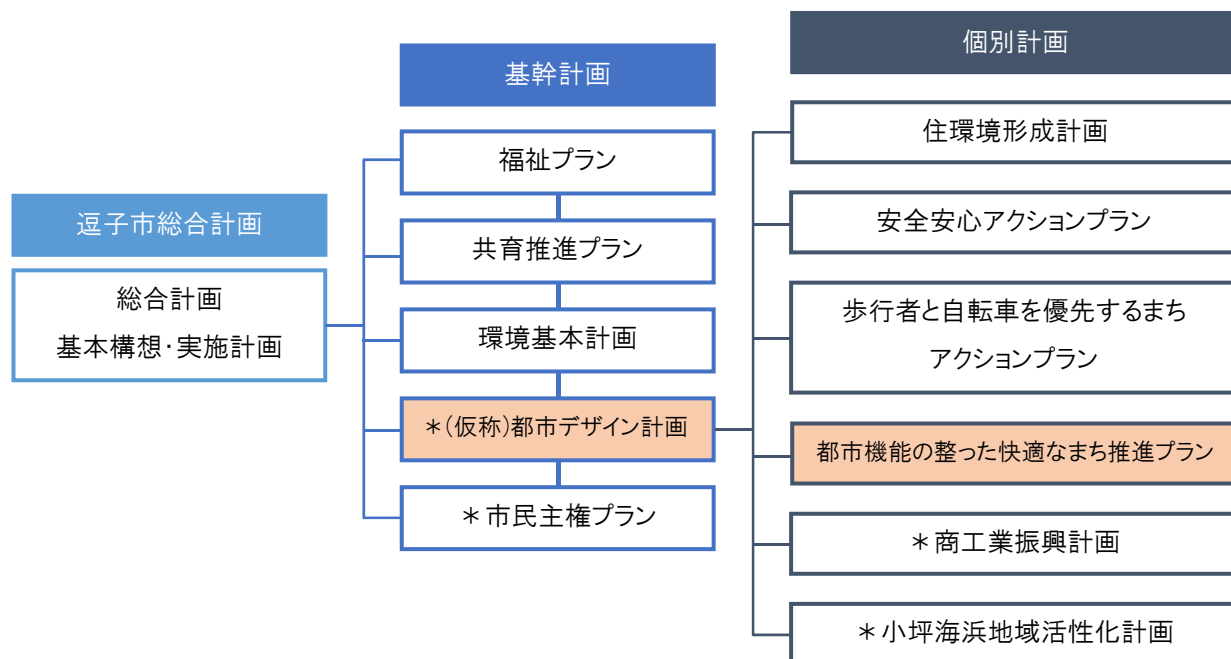 逗子市総合計画
総合計画
基本構想・実施計画
基幹計画
福祉プラン
共育推進プラン
環境基本計画
＊(仮称)都市デザイン計画
＊市民主権プラン
個別計画
住環境形成計画
安全安心アクションプラン
歩行者と自転車を優先するまち
アクションプラン
都市機能の整った快適なまち推進プラン
＊商工業振興計画
＊小坪海浜地域活性化計画